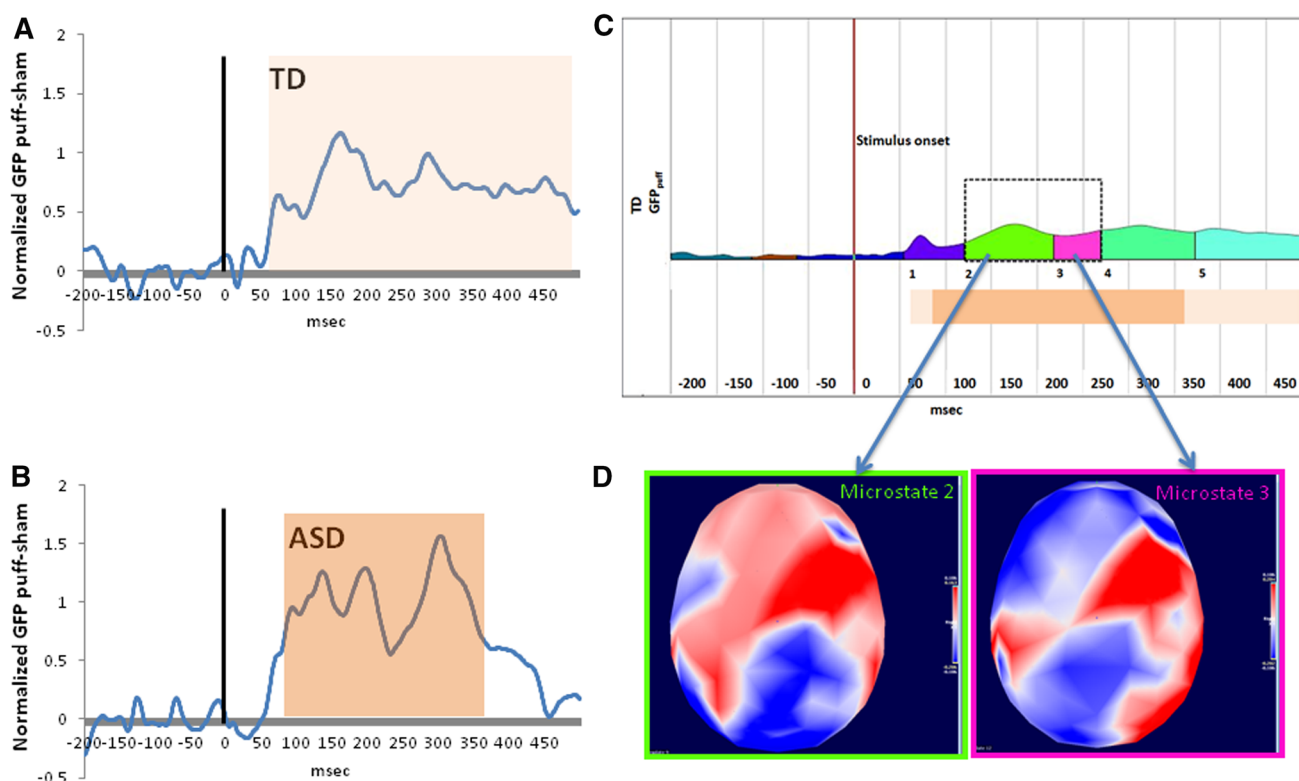 A
Normalized GFP puff-sham
2
1.5
1
0.5
0
-0.5
TD
-200 -150 -100 -50 0 50 100 150 200 250 300 350 400 450
msec
B
Normalized GFP puff-sham
2
1.5
1
0.5
0
-0.5
ASD
-200 -150 -100 -50 0 50 100 150 200 250 300 350 400 450
msec
C
Stimulus onset
TD
GFPpuff
1 2 3 4 5
-200 -150 -100 -50 0 50 100 150 200 250 350 400 450
msec
D
Microstate 2
Microstate 3